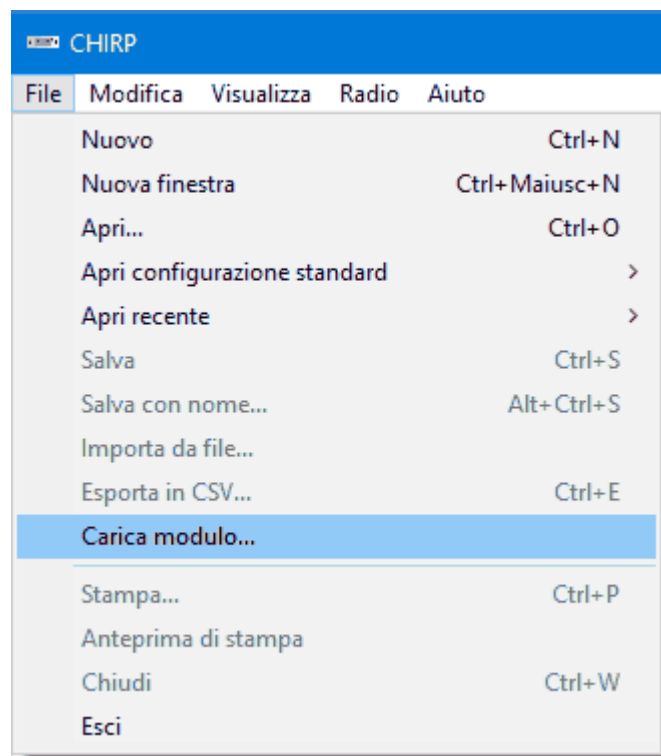 CHIRP
File Modifica Visualizza Radio Aiuto
Nuovo Ctrl+N
Nuova finestra Ctrl+Maiusc+N
Apri... Ctrl+O
Apri configurazione standard >
Apri recente >
Salva Ctrl+S
Salva con nome... Alt+Ctrl+S
Importa da file...
Esporta in CSV... Ctrl+E
Carica modulo...
Stampa... Ctrl+P
Anteprima di stampa
Chiudi Ctrl+W
Esci